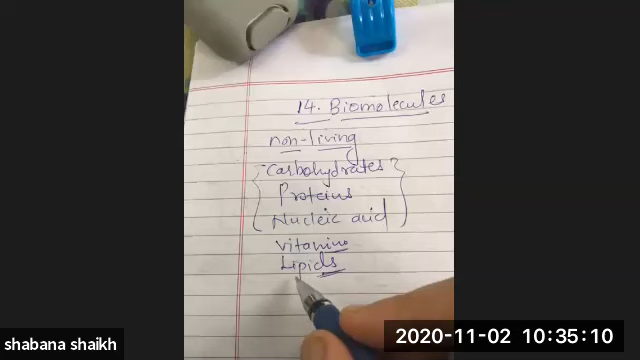 14. Biomolecules
non-living
Carbohydrates
Proteins
Nucleic acid
Vitamins
Lipids
shabana shaikh
2020-11-02 10:35:10